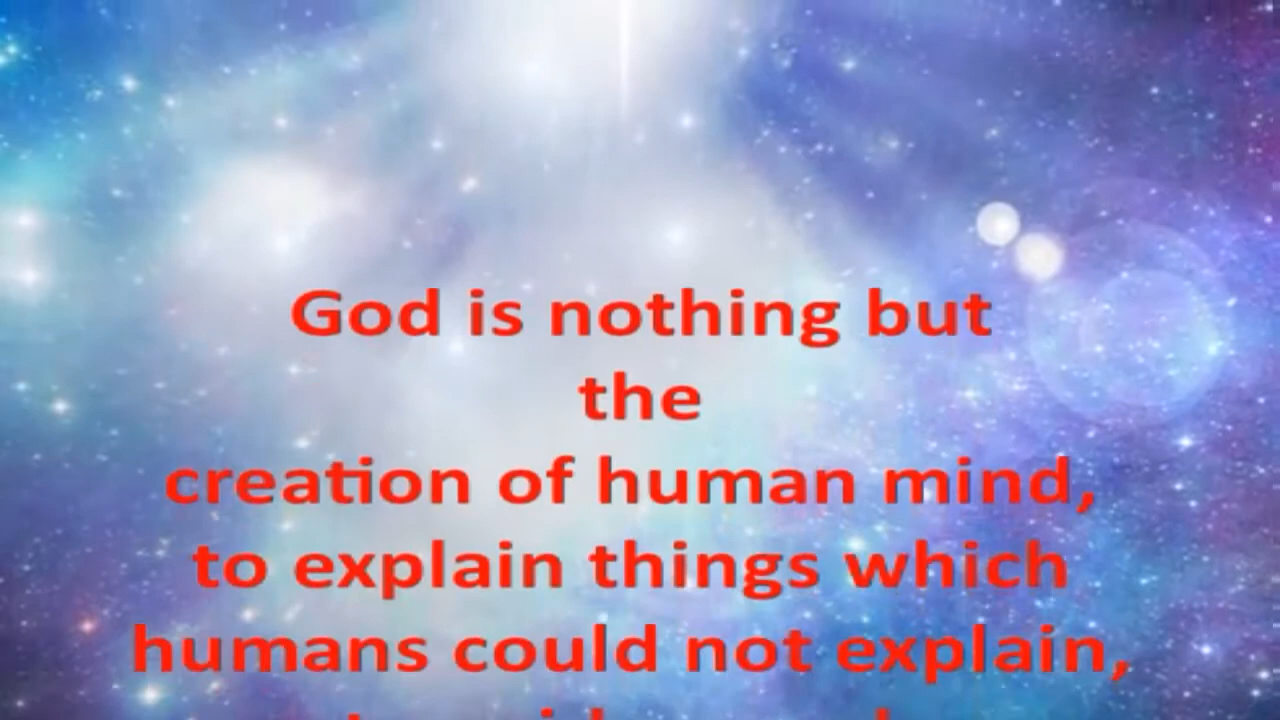 God is nothing but
the
creation of human mind,
to explain things which
humans could not explain,